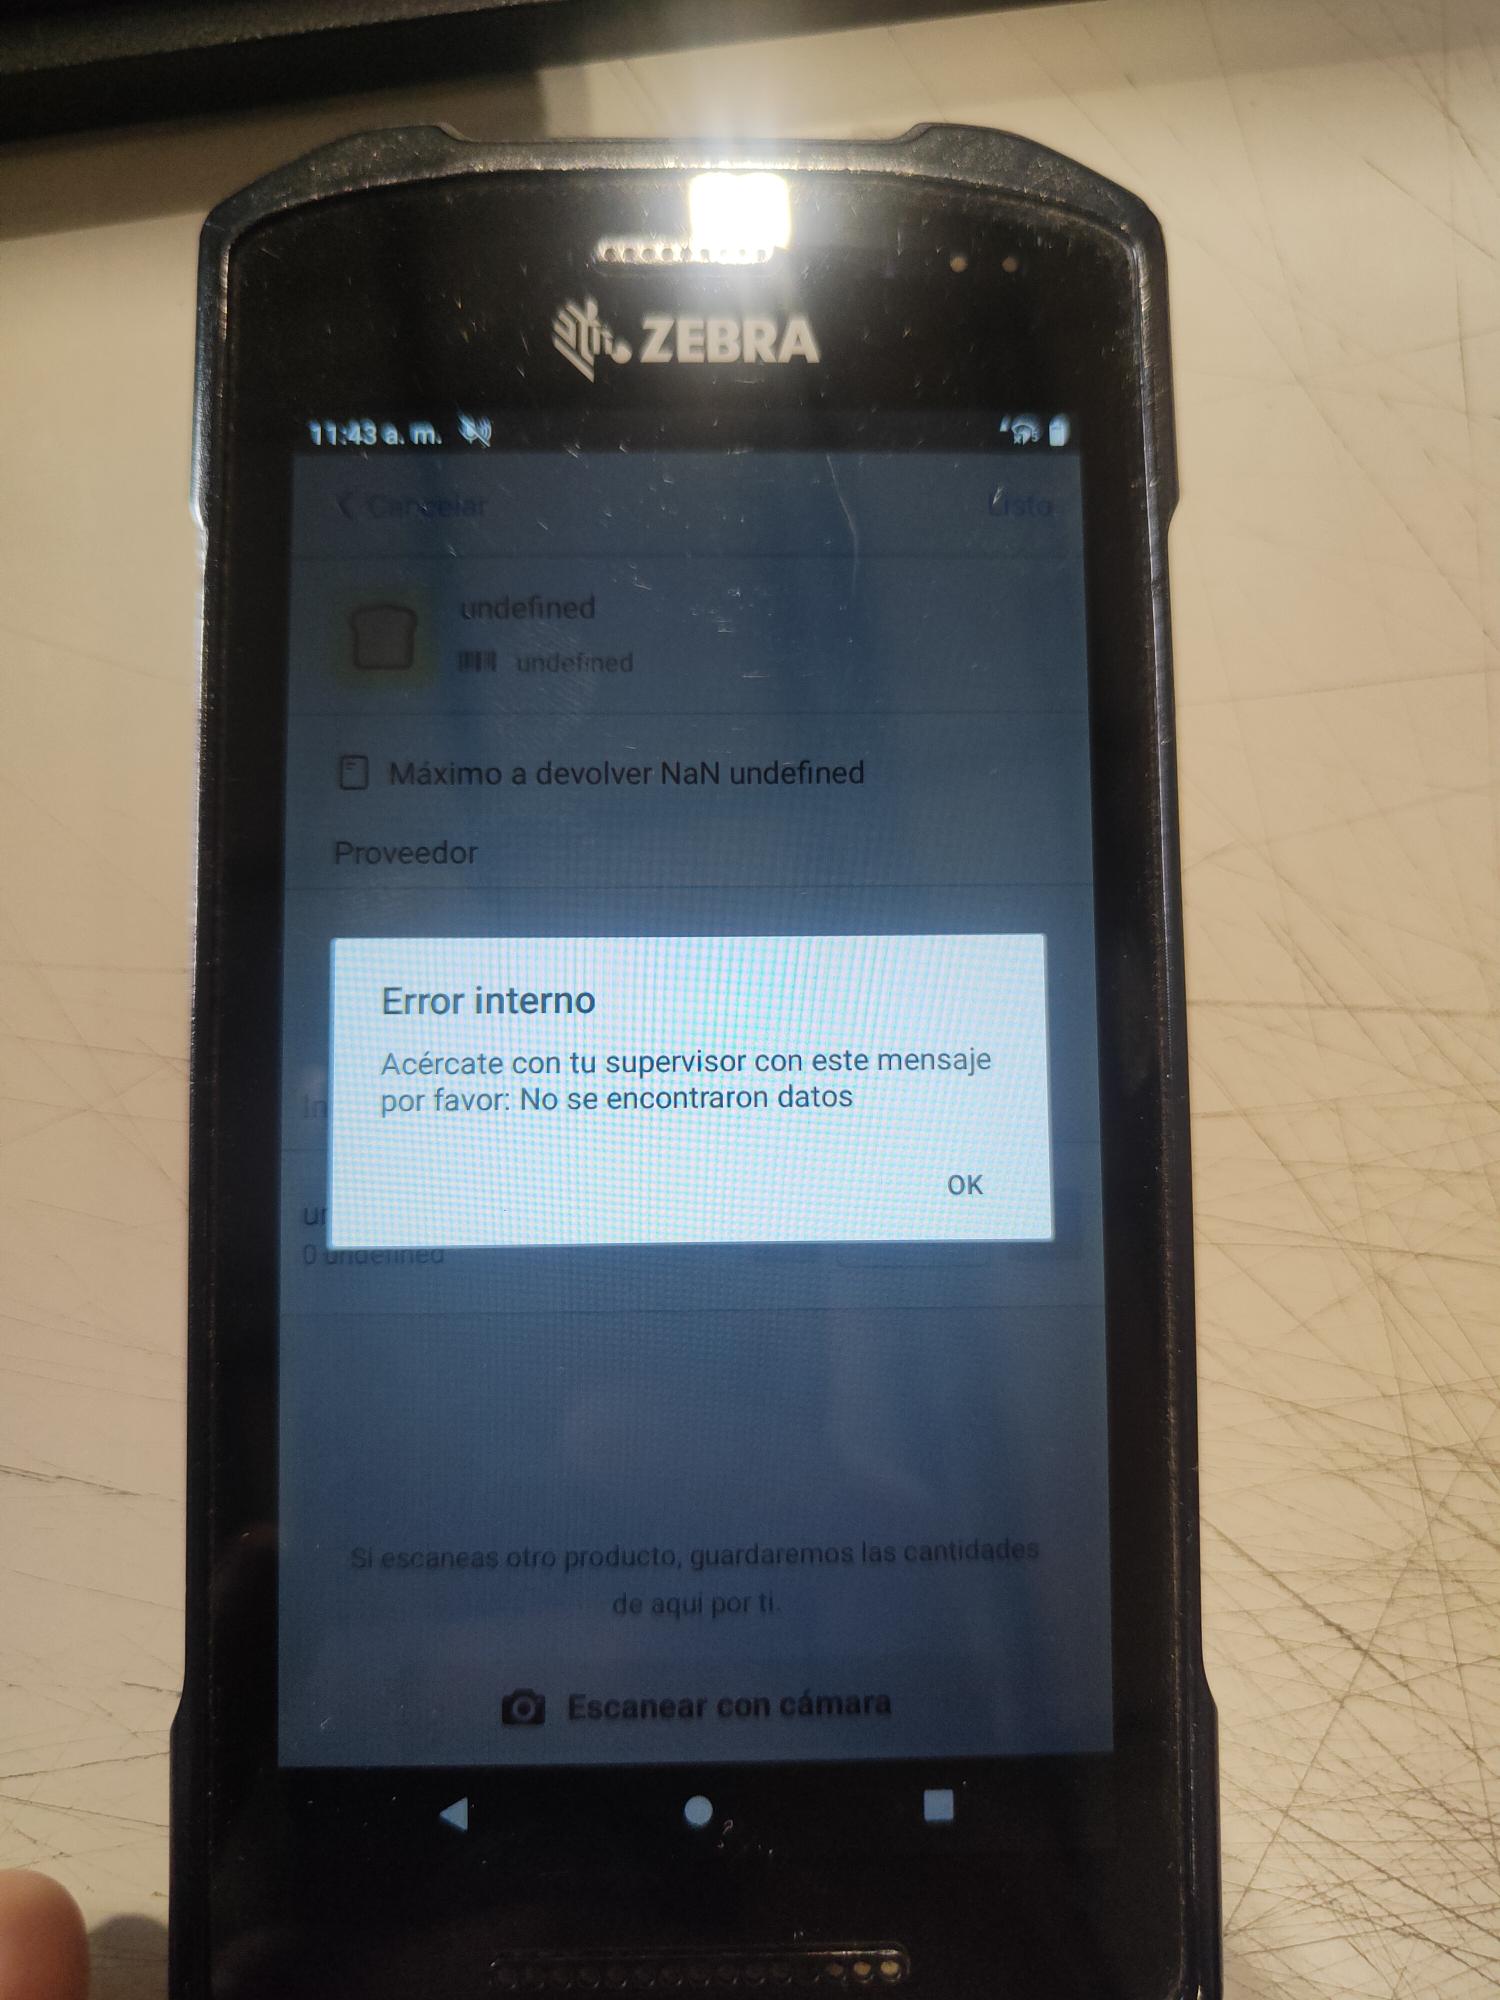 ZEBRA
11:43 a. m.
Cancelar
Listo
undefined
undefined
Máximo a devolver NaN undefined
Proveedor
Error interno
Acércate con tu supervisor con este mensaje
por favor: No se encontraron datos
OK
0 undefined
Si escaneas otro producto, guardaremos las cantidades
de aquí por ti.
Escanear con cámara